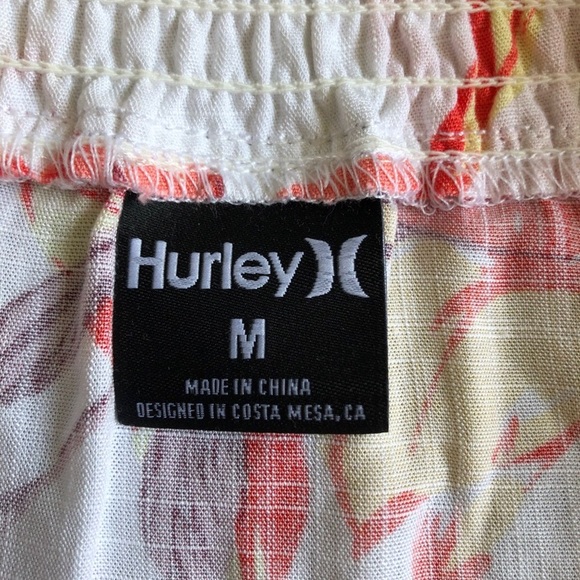 Hurley
M
MADE IN CHINA
DESIGNED IN COSTA MESA, CA